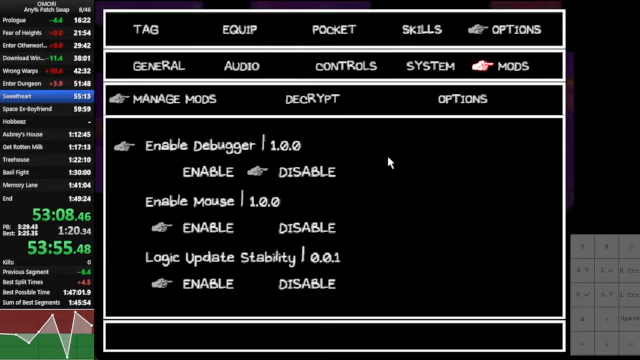 OMORI
Any% Patch Swap 8/46
Prologue -4.4 16:22
Fear of Heights +0.8 21:54
Enter Otherworl... +0.8 29:42
Download Win... -11.4 38:01
Wrong Warps +10.4 42:32
Enter Dungeon +3.9 51:48
Sweetheart 55:13
Space Ex-Boyfriend 59:59
Hobbeez -
Aubrey's House 1:12:45
Get Rotten Milk 1:17:13
Treehouse 1:22:10
Basil Fight 1:30:00
Memory Lane 1:41:04
End 1:49:24
53:08.46
PB: 3:29.43
Best: 3:25.35
1:20.34
53:55.48
Kills: 0
Previous Segment -6.4
Best Split Times +4.5
Best Possible Time 1:47:01.9
Sum of Best Segments 1:45:54
TAG EQUIP POCKET SKILLS OPTIONS
GENERAL AUDIO CONTROLS SYSTEM MODS
MANAGE MODS DECRYPT OPTIONS
Enable Debugger | 1.0.0
ENABLE DISABLE
Enable Mouse | 1.0.0
ENABLE DISABLE
Logic Update Stability | 0.0.1
ENABLE DISABLE